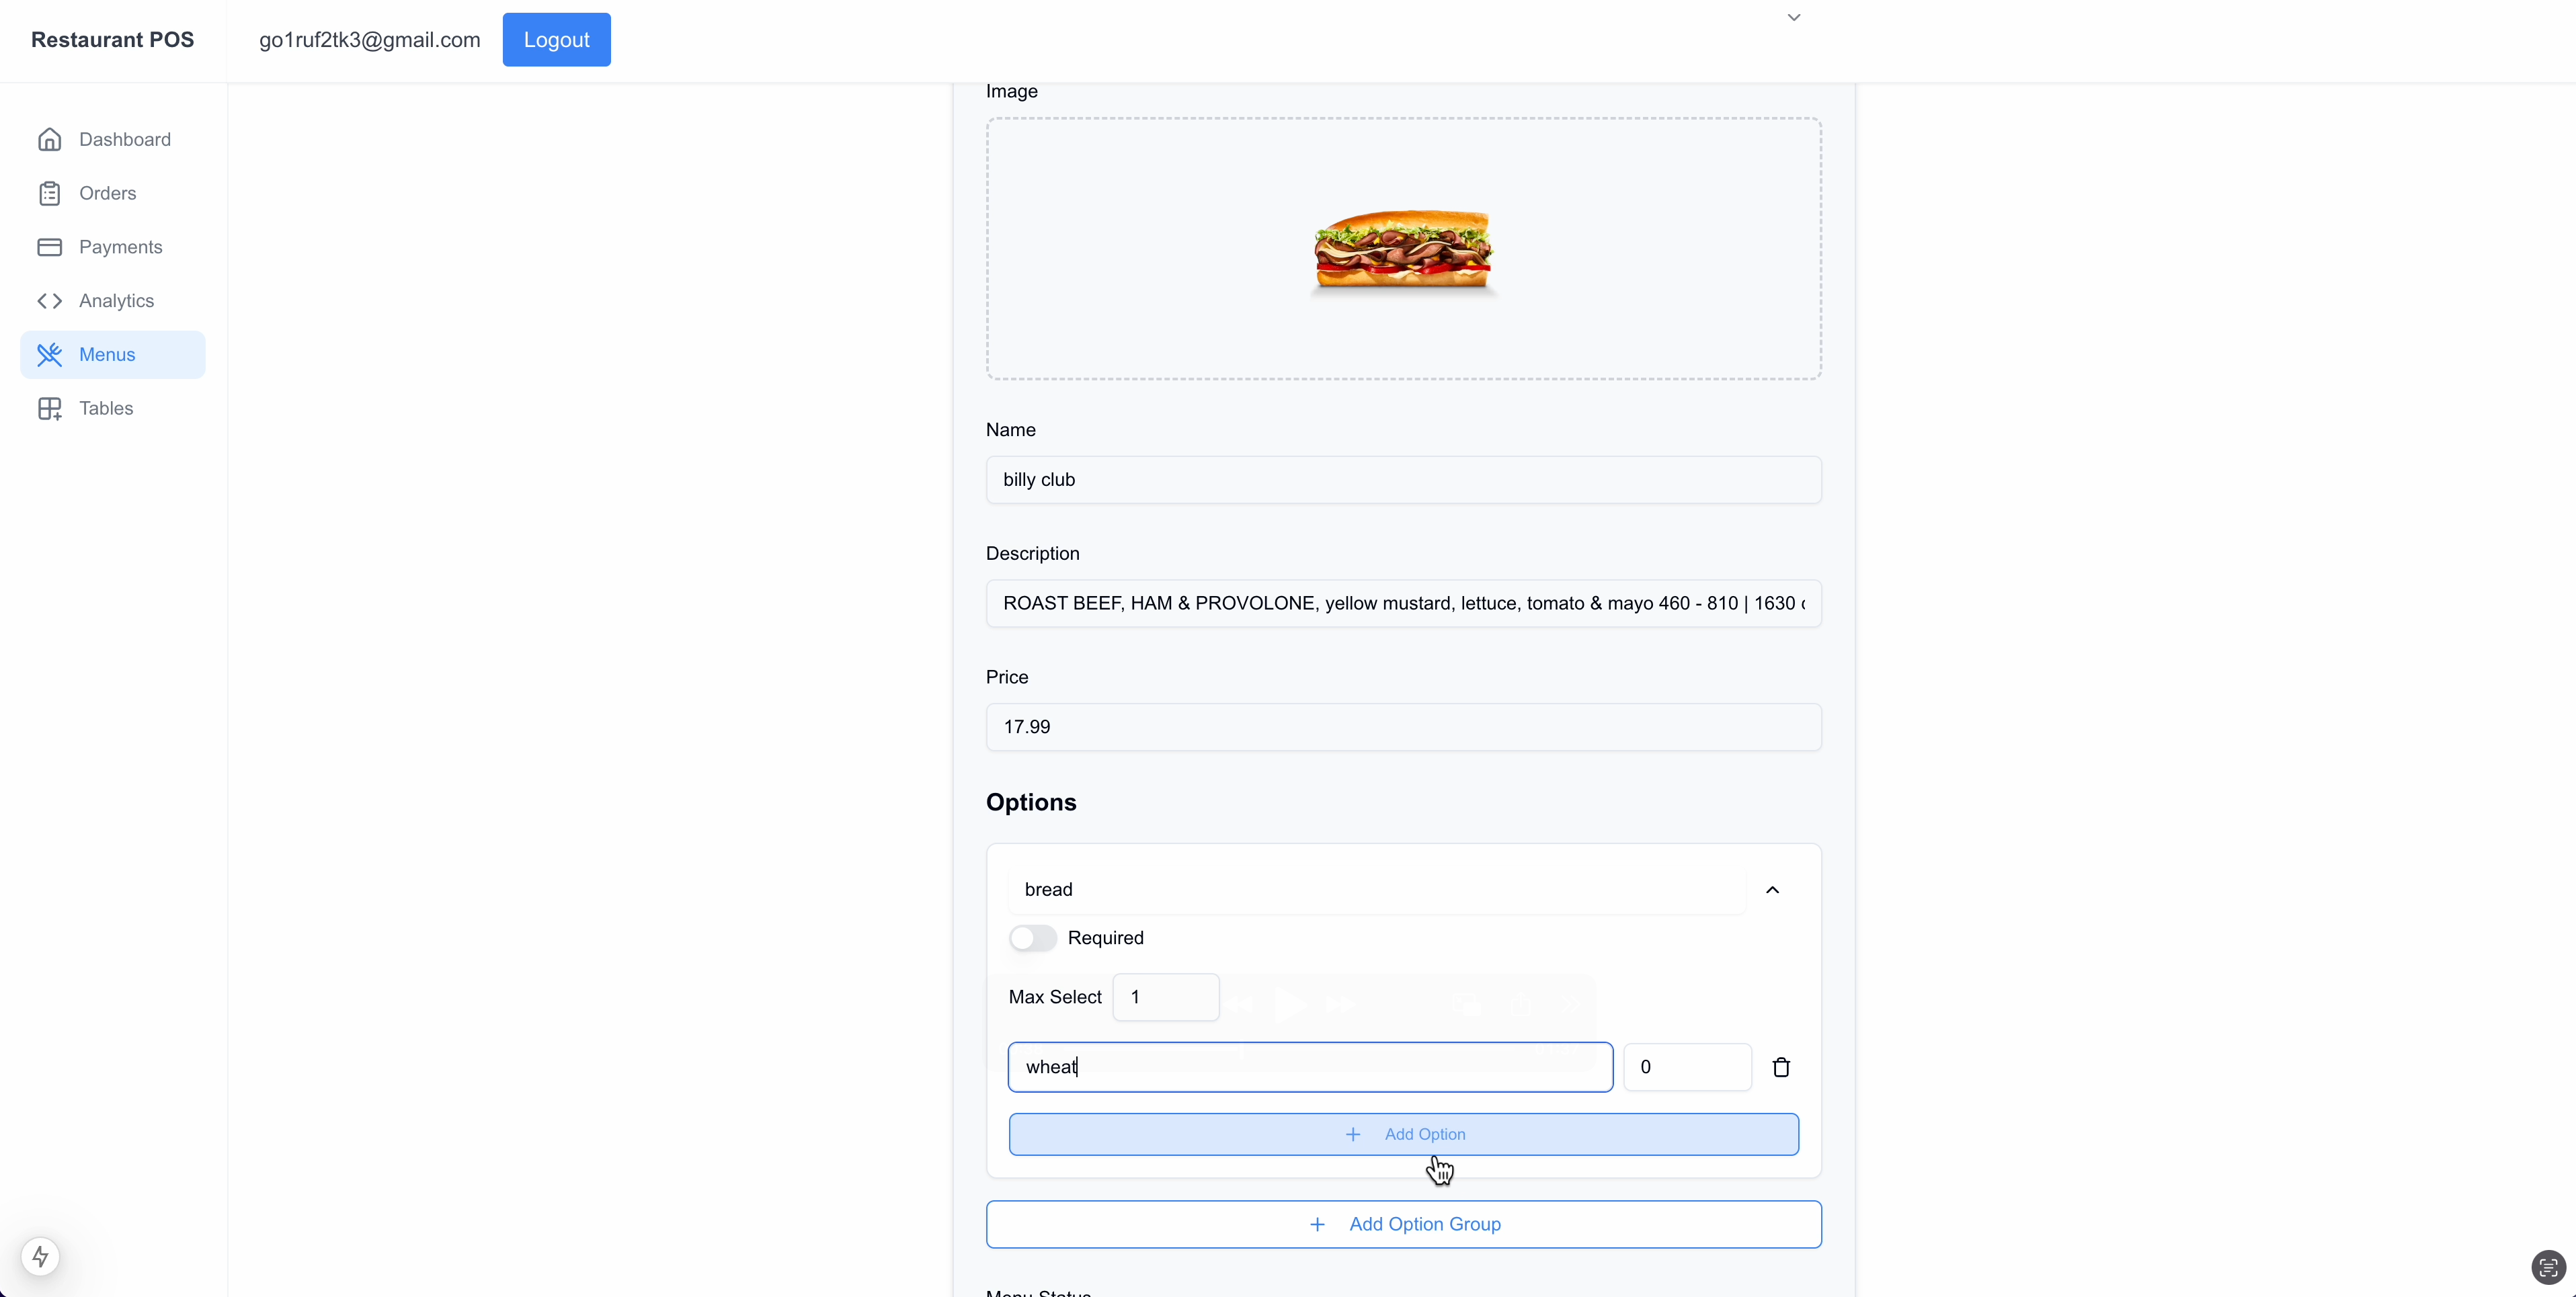 Restaurant POS
go1ruf2tk3@gmail.com
Logout
Dashboard
Orders
Payments
Analytics
Menus
Tables
Image
Name
billy club
Description
ROAST BEEF, HAM & PROVOLONE, yellow mustard, lettuce, tomato & mayo 460 - 810 | 1630
Price
17.99
Options
bread
Required
Max Select 1
wheat 0
+ Add Option
+ Add Option Group
Menu Status